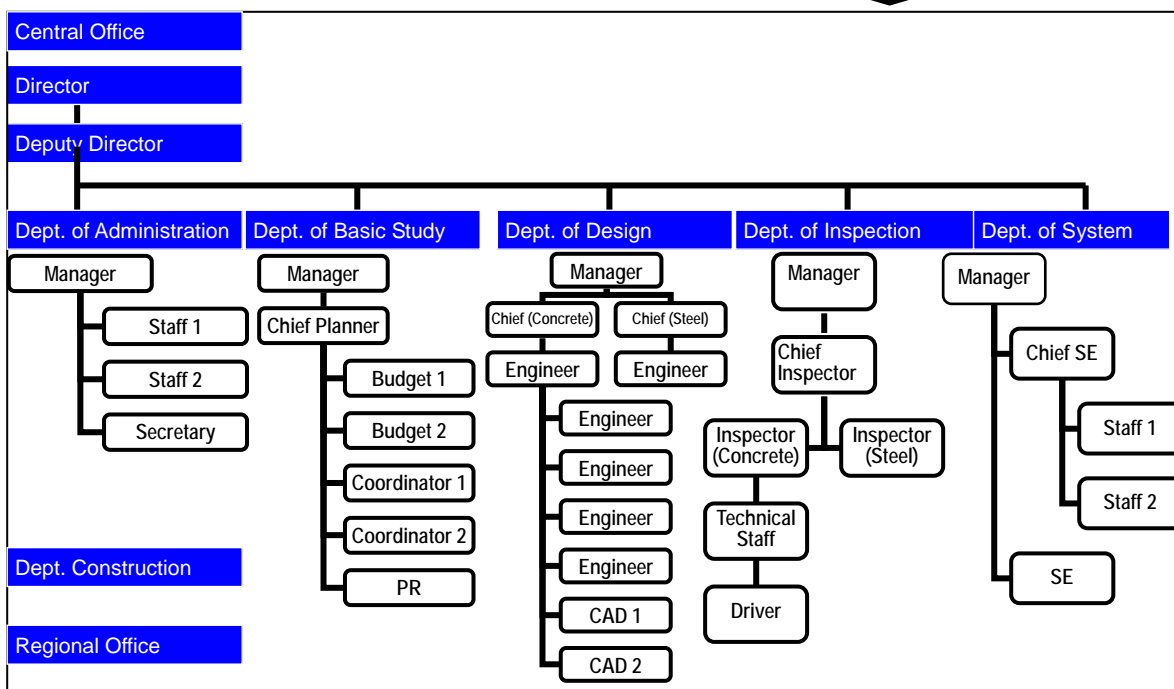 Central Office
Director
Deputy Director
Dept. of Administration
Manager
Staff 1
Staff 2
Secretary
Dept. of Basic Study
Manager
Chief Planner
Budget 1
Budget 2
Coordinator 1
Coordinator 2
PR
Dept. of Design
Manager
Chief (Concrete)
Engineer
Engineer
Engineer
Engineer
Engineer
CAD 1
CAD 2
Chief (Steel)
Engineer
Dept. of Inspection
Manager
Chief
Inspector
Inspector
(Concrete)
Technical
Staff
Driver
Inspector
(Steel)
Dept. of System
Manager
Chief SE
Staff 1
Staff 2
SE
Dept. Construction
Regional Office